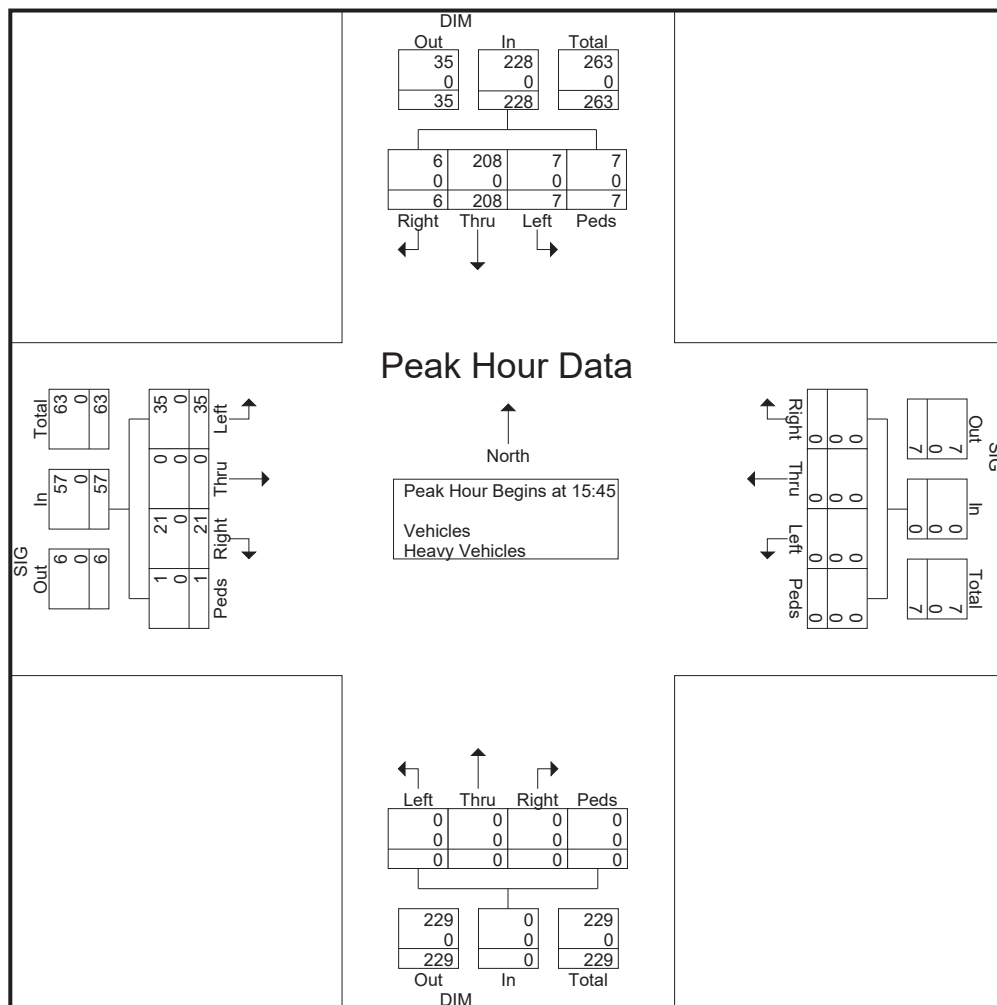 DIM
Out In Total
35 228 263
0 0 0
35 228 263
6 208 7 7
0 0 0 0
6 208 7 7
Right Thru Left Peds
Peak Hour Data
North
Peak Hour Begins at 15:45
Vehicles
Heavy Vehicles
SIG
Out In Total
6 57 63
0 0 0
6 57 63
35 0 21 1
0 0 0 0
35 0 21 1
Left Thru Right Peds
SIG
Out In Total
7 0 7
0 0 0
7 0 7
0 0 0 0
0 0 0 0
0 0 0 0
Right Thru Left Peds
Left Thru Right Peds
0 0 0 0
0 0 0 0
0 0 0 0
229 0 229
0 0 0
229 0 229
Out In Total
DIM